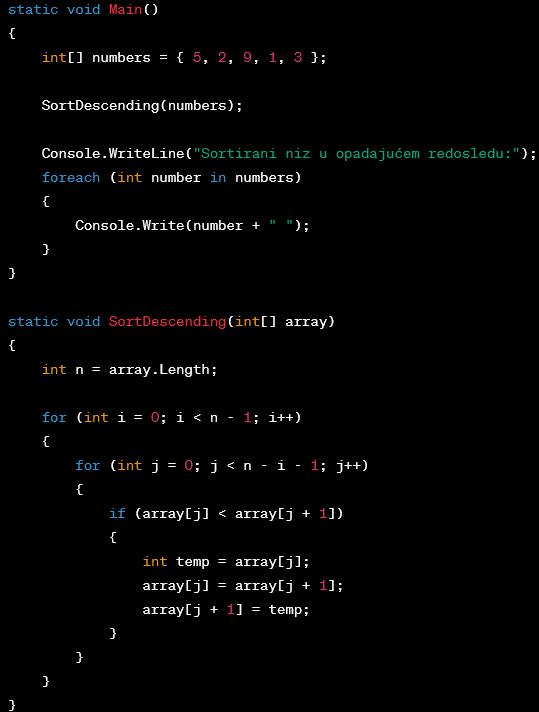 static void Main()
{
    int[] numbers = { 5, 2, 9, 1, 3 };

    SortDescending(numbers);

    Console.WriteLine("Sortirani niz u opadajućem redosledu:");
    foreach (int number in numbers)
    {
        Console.Write(number + " ");
    }
}

static void SortDescending(int[] array)
{
    int n = array.Length;

    for (int i = 0; i < n - 1; i++)
    {
        for (int j = 0; j < n - i - 1; j++)
        {
            if (array[j] < array[j + 1])
            {
                int temp = array[j];
                array[j] = array[j + 1];
                array[j + 1] = temp;
            }
        }
    }
}